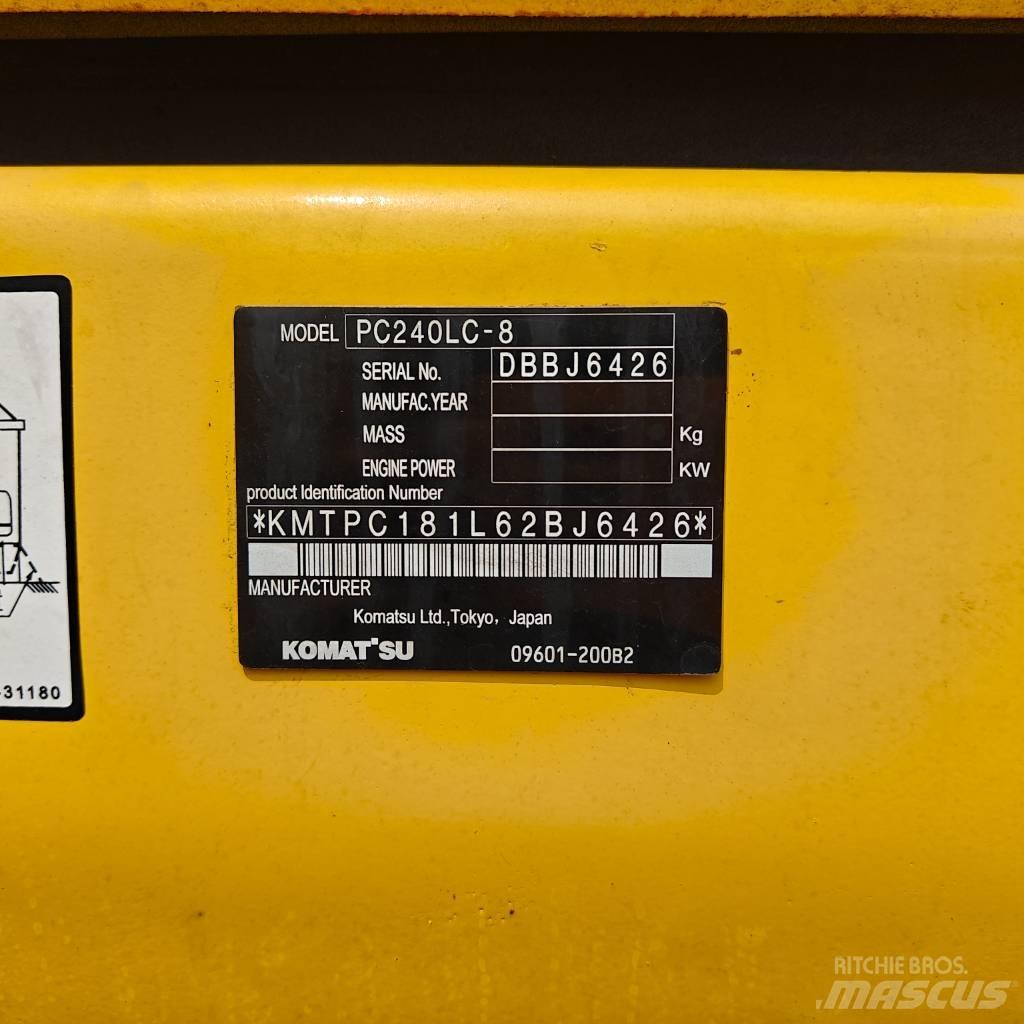 MODEL PC240LC-8
SERIAL No. DBBJ6426
MANUFAC.YEAR
MASS Kg
ENGINE POWER KW
product Identification Number
*KMTPC181L62BJ6426*
MANUFACTURER
Komatsu Ltd.,Tokyo, Japan
KOMATSU 09601-200B2
-31180
RITCHIE BROS.
MASCUS